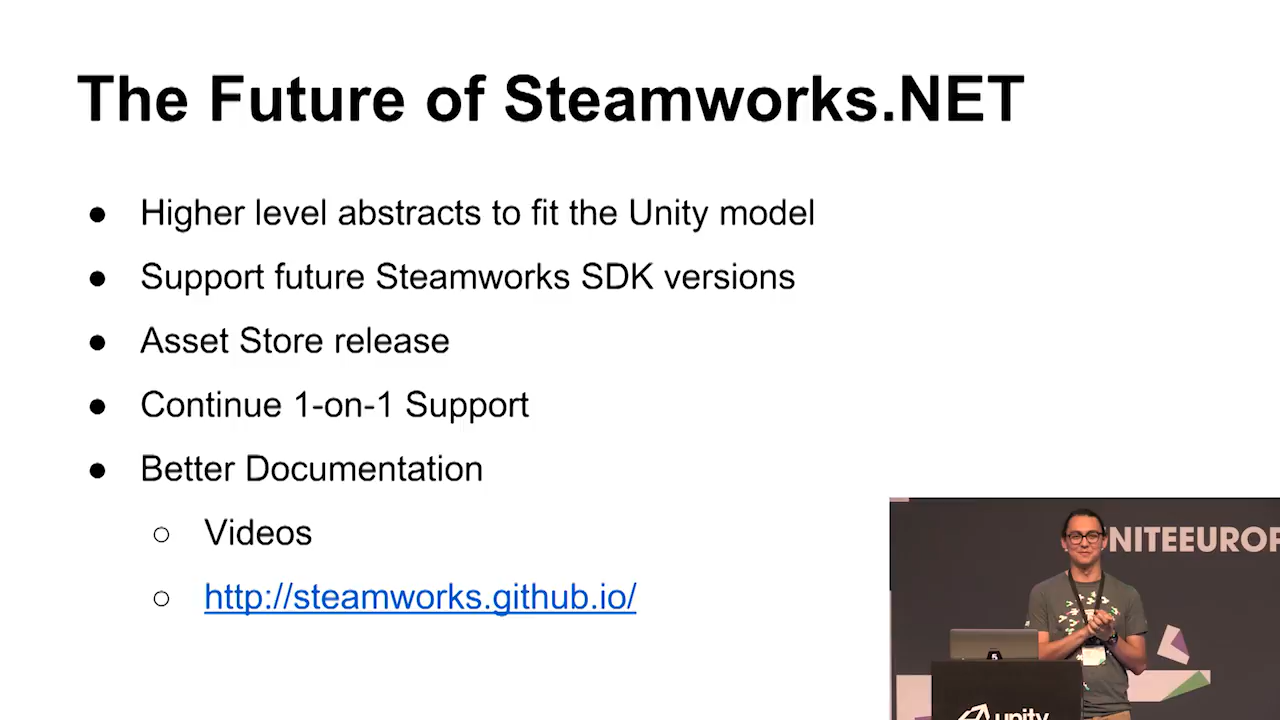 The Future of Steamworks.NET
● Higher level abstracts to fit the Unity model
● Support future Steamworks SDK versions
● Asset Store release
● Continue 1-on-1 Support
● Better Documentation
○ Videos
○ http://steamworks.github.io/
NITEEUROP
unity